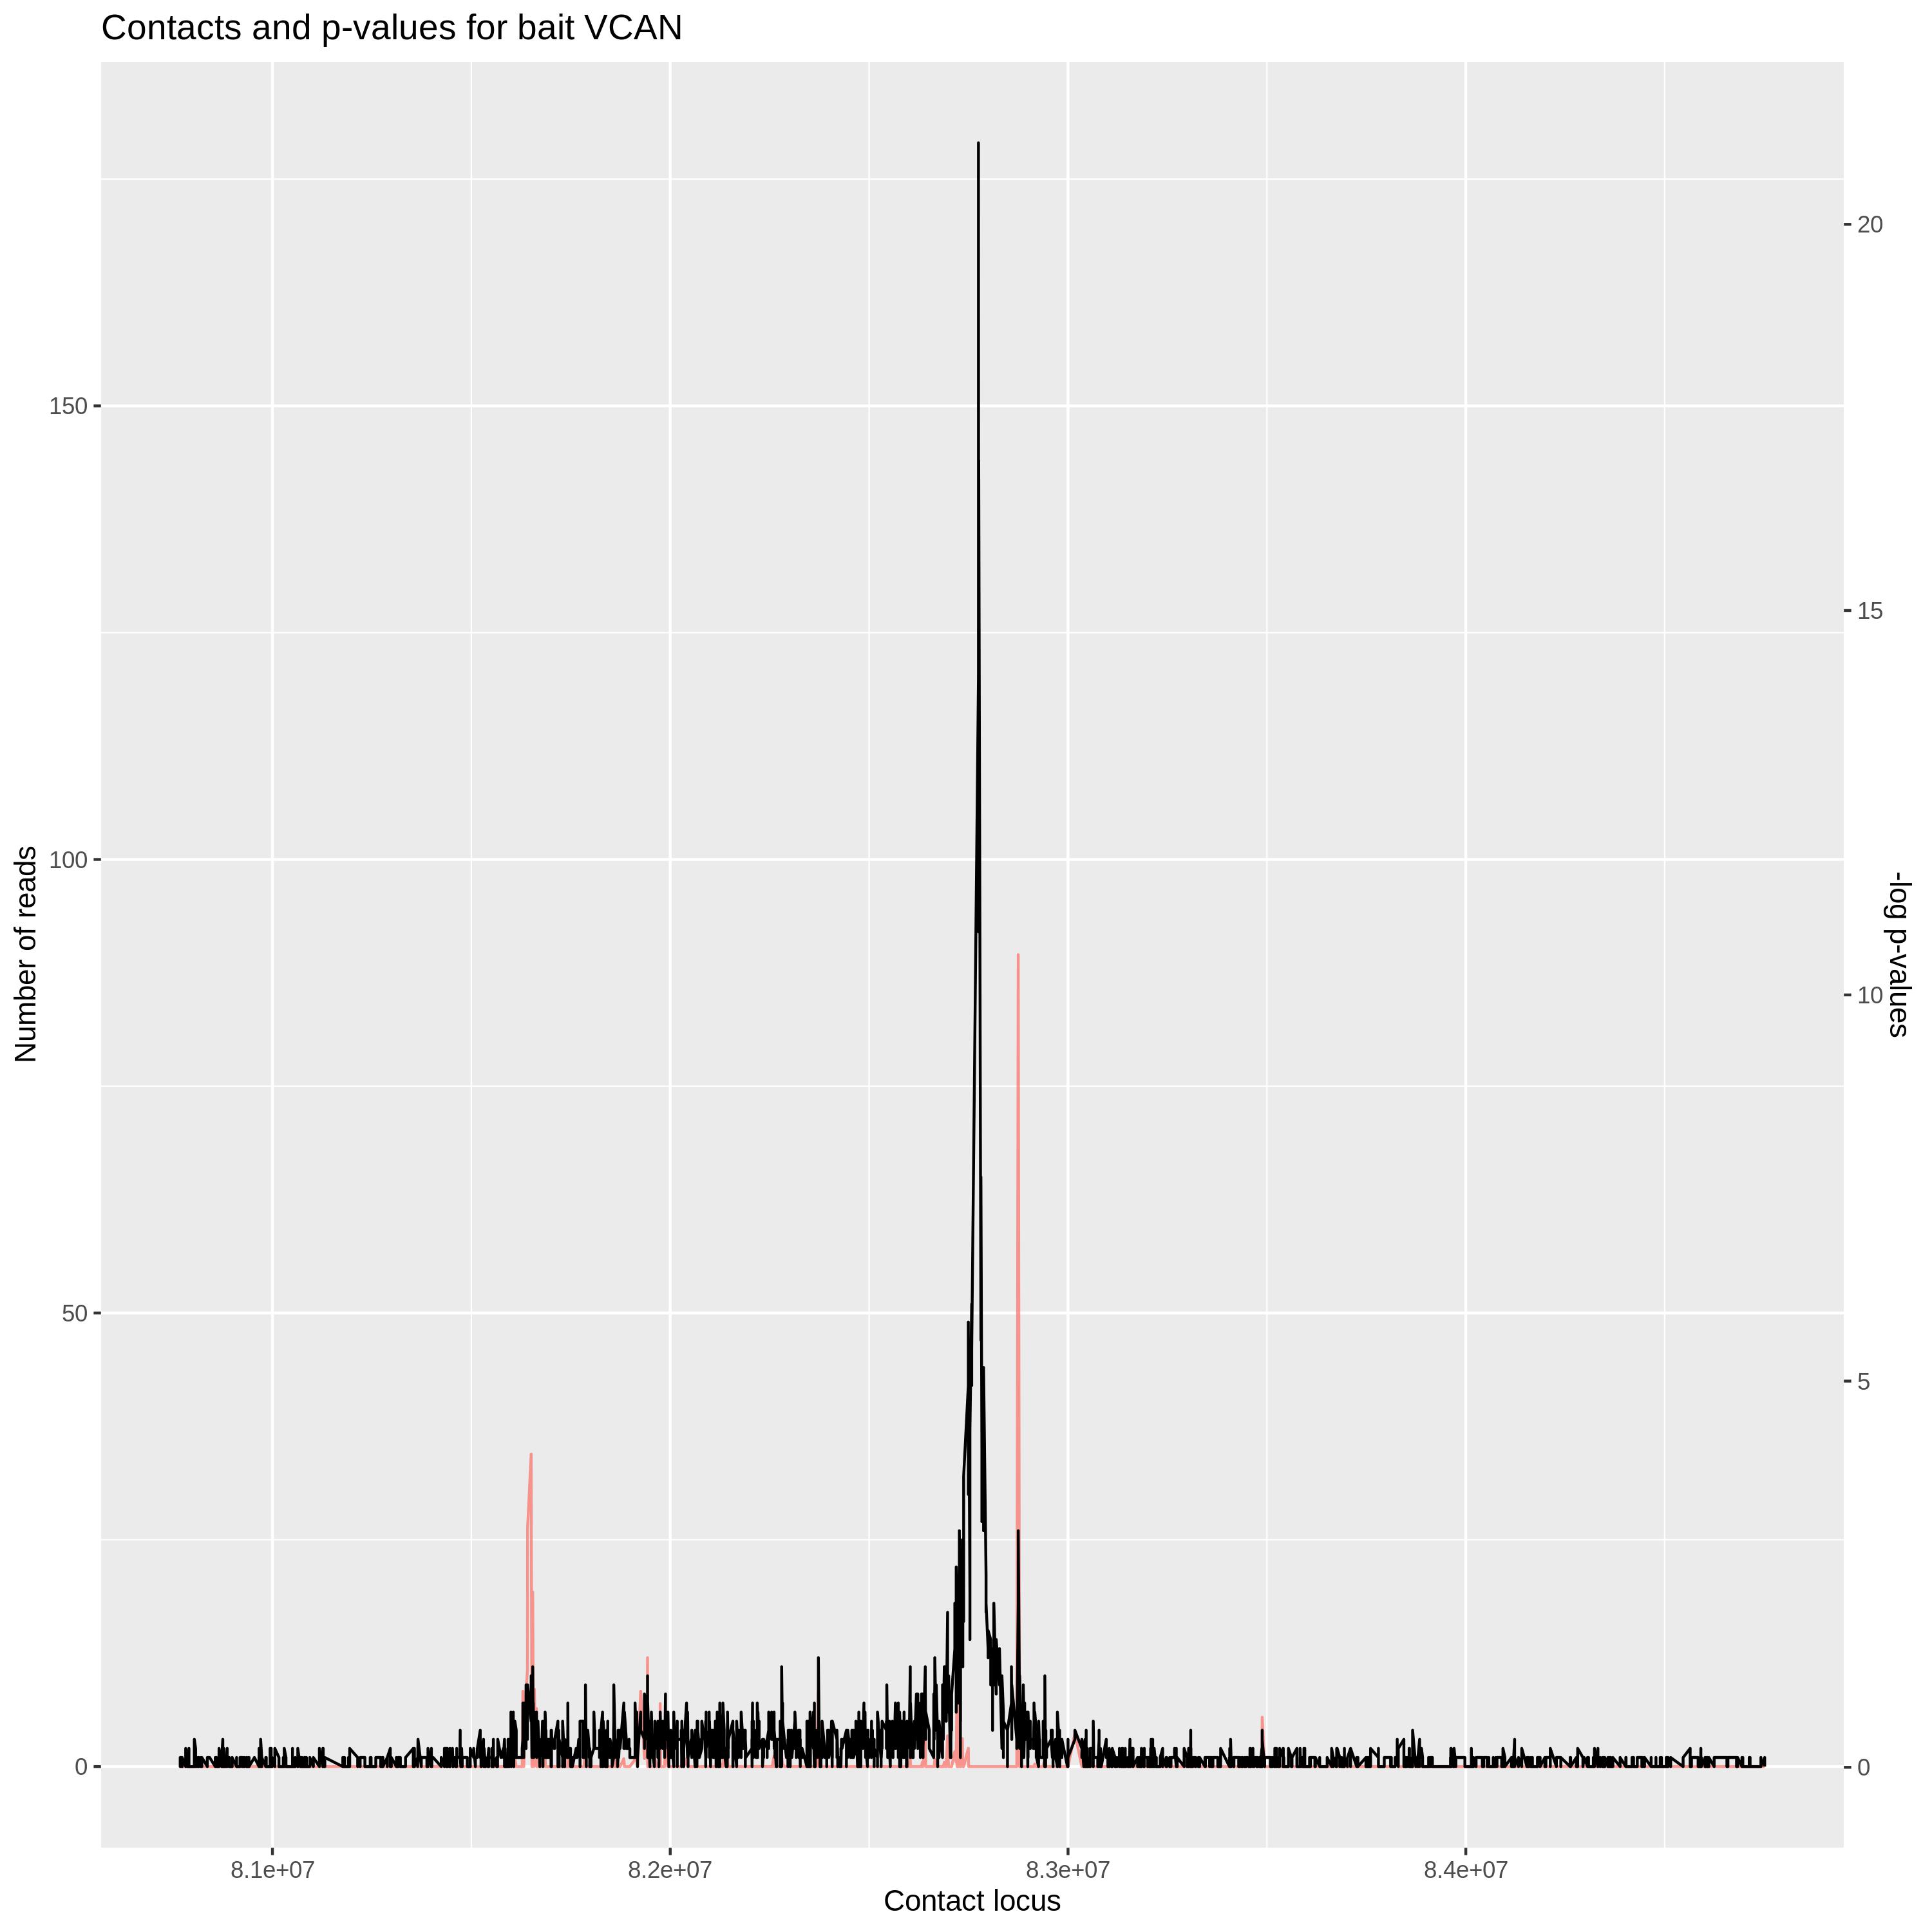 Contacts and p-values for bait VCAN
150
100
50
0
20
15
10
5
0
Number of reads
-log p-values
8.1e+07
8.2e+07
8.3e+07
8.4e+07
Contact locus